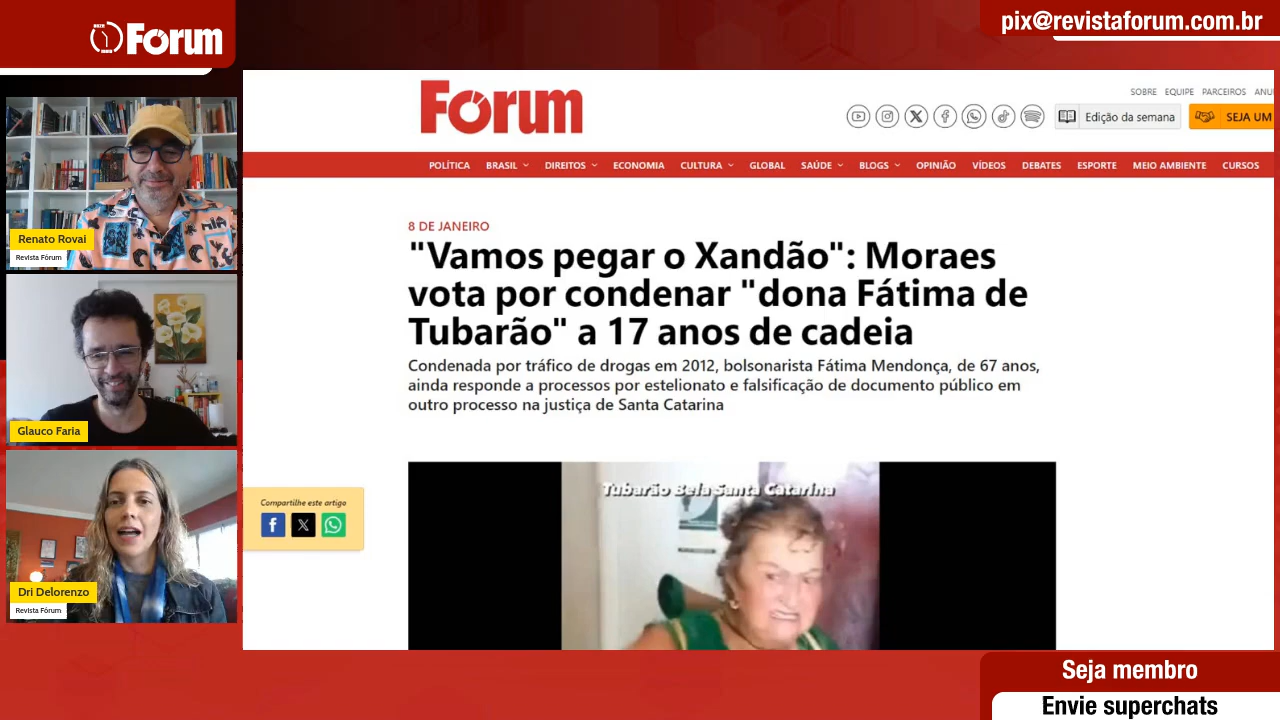 ONZE
Forum
pix@revistaforum.com.br
Renato Rovai
Revista Fórum
Glauco Faria
Dri Delorenzo
Revista Fórum
Forum
SOBRE EQUIPE PARCEIROS ANU
Edição da semana
SEJA UM
POLÍTICA BRASIL DIREITOS ECONOMIA CULTURA GLOBAL SAÚDE BLOGS OPINIÃO VÍDEOS DEBATES ESPORTE MEIO AMBIENTE CURSOS
8 DE JANEIRO
"Vamos pegar o Xandão": Moraes
vota por condenar "dona Fátima de
Tubarão" a 17 anos de cadeia
Condenada por tráfico de drogas em 2012, bolsonarista Fátima Mendonça, de 67 anos,
ainda responde a processos por estelionato e falsificação de documento público em
outro processo na justiça de Santa Catarina
Compartilhe este artigo
Tubarão Bela Santa Catarina
Seja membro
Envie superchats